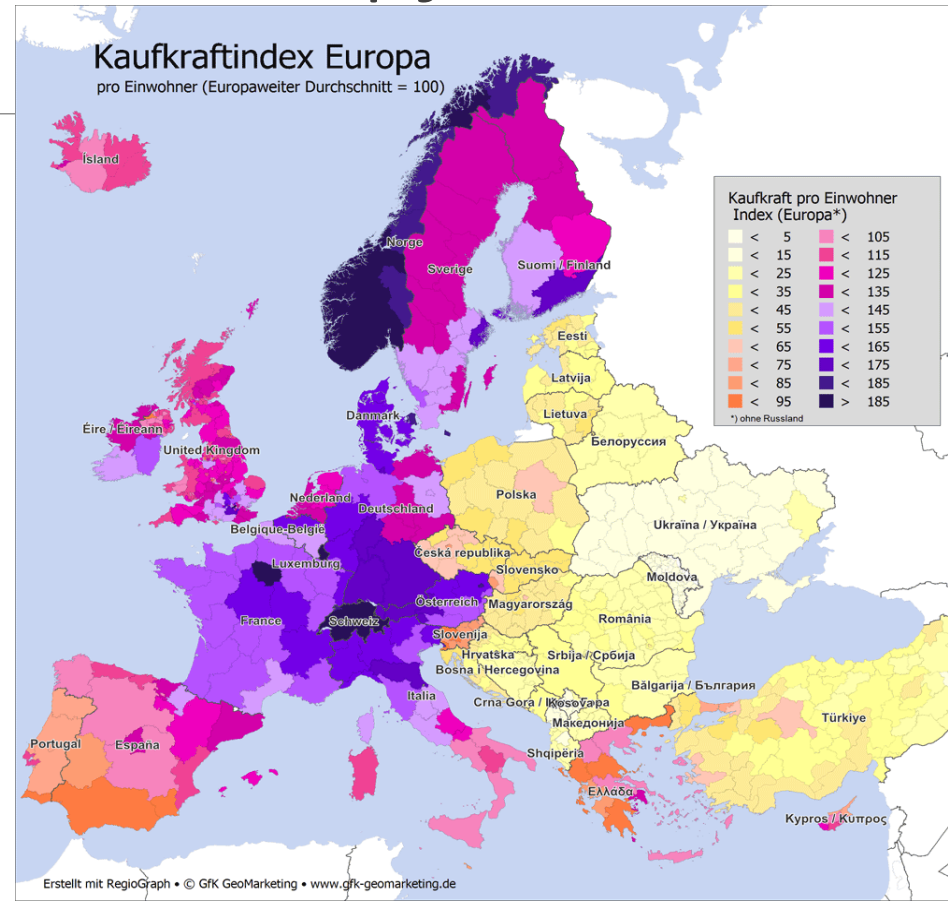 Kaufkraftindex Europa
pro Einwohner (Europaweiter Durchschnitt = 100)
Ísland
Norge
Sverige
Suomi / Finland
Kaufkraft pro Einwohner
Index (Europa*)
< 5 < 105
< 15 < 115
< 25 < 125
< 35 < 135
< 45 < 145
< 55 < 155
< 65 < 165
< 75 < 175
< 85 < 185
< 95 > 185
*) ohne Russland
Eesti
Latvija
Lietuva
Danmark
Белоруссия
Éire / Éireann
United Kingdom
Nederland
Deutschland
Polska
Ukraïna / Україна
Belgique-België
Luxemburg
Česká republika
Slovensko
Moldova
Österreich
Magyarország
France
Schweiz
România
Slovenija
Hrvatska
Srbija / Србија
Bosna i Hercegovina
Bălgarija / България
Italia
Crna Gora /
Македонија
Türkiye
Portugal
España
Shqipëria
Ελλαδα
Kypros / Κυπρος
Erstellt mit RegioGraph • © GfK GeoMarketing • www.gfk-geomarketing.de